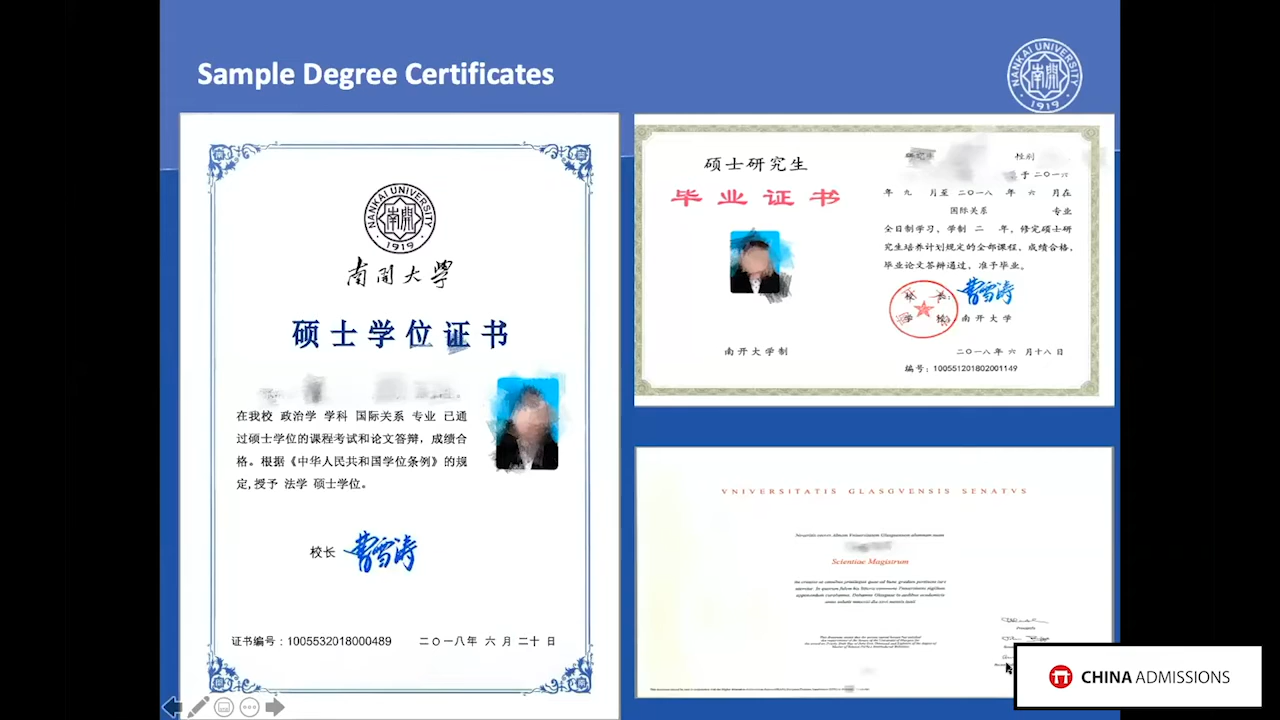 Sample Degree Certificates
NANKAI UNIVERSITY
1919
NANKAI UNIVERSITY
1919
南開大學
硕士学位证书
在我校 政治学 学科 国际关系 专业 已通
过硕士学位的课程考试和论文答辩，成绩合
格。根据《中华人民共和国学位条例》的规
定, 授予 法学 硕士学位。
校长 曹雪涛
证书编号：1005532018000489 二〇一八年 六 月 二十 日
硕士研究生
毕业证书
南开大学制
性别
于 二〇一六
年 九 月至 二〇一八 年 六 月在
国际关系 专业
全日制学习，学制 二 年，修完硕士研
究生培养计划规定的全部课程，成绩合格，
毕业论文答辩通过，准予毕业。
校 长： 曹雪涛
学 校：南开大学
二〇一八年 六 月十八 日
编号：100551201802001149
VNIVERSITATIS GLASGVENSIS SENATVS
Scientiae Magistrum
CHINA ADMISSIONS